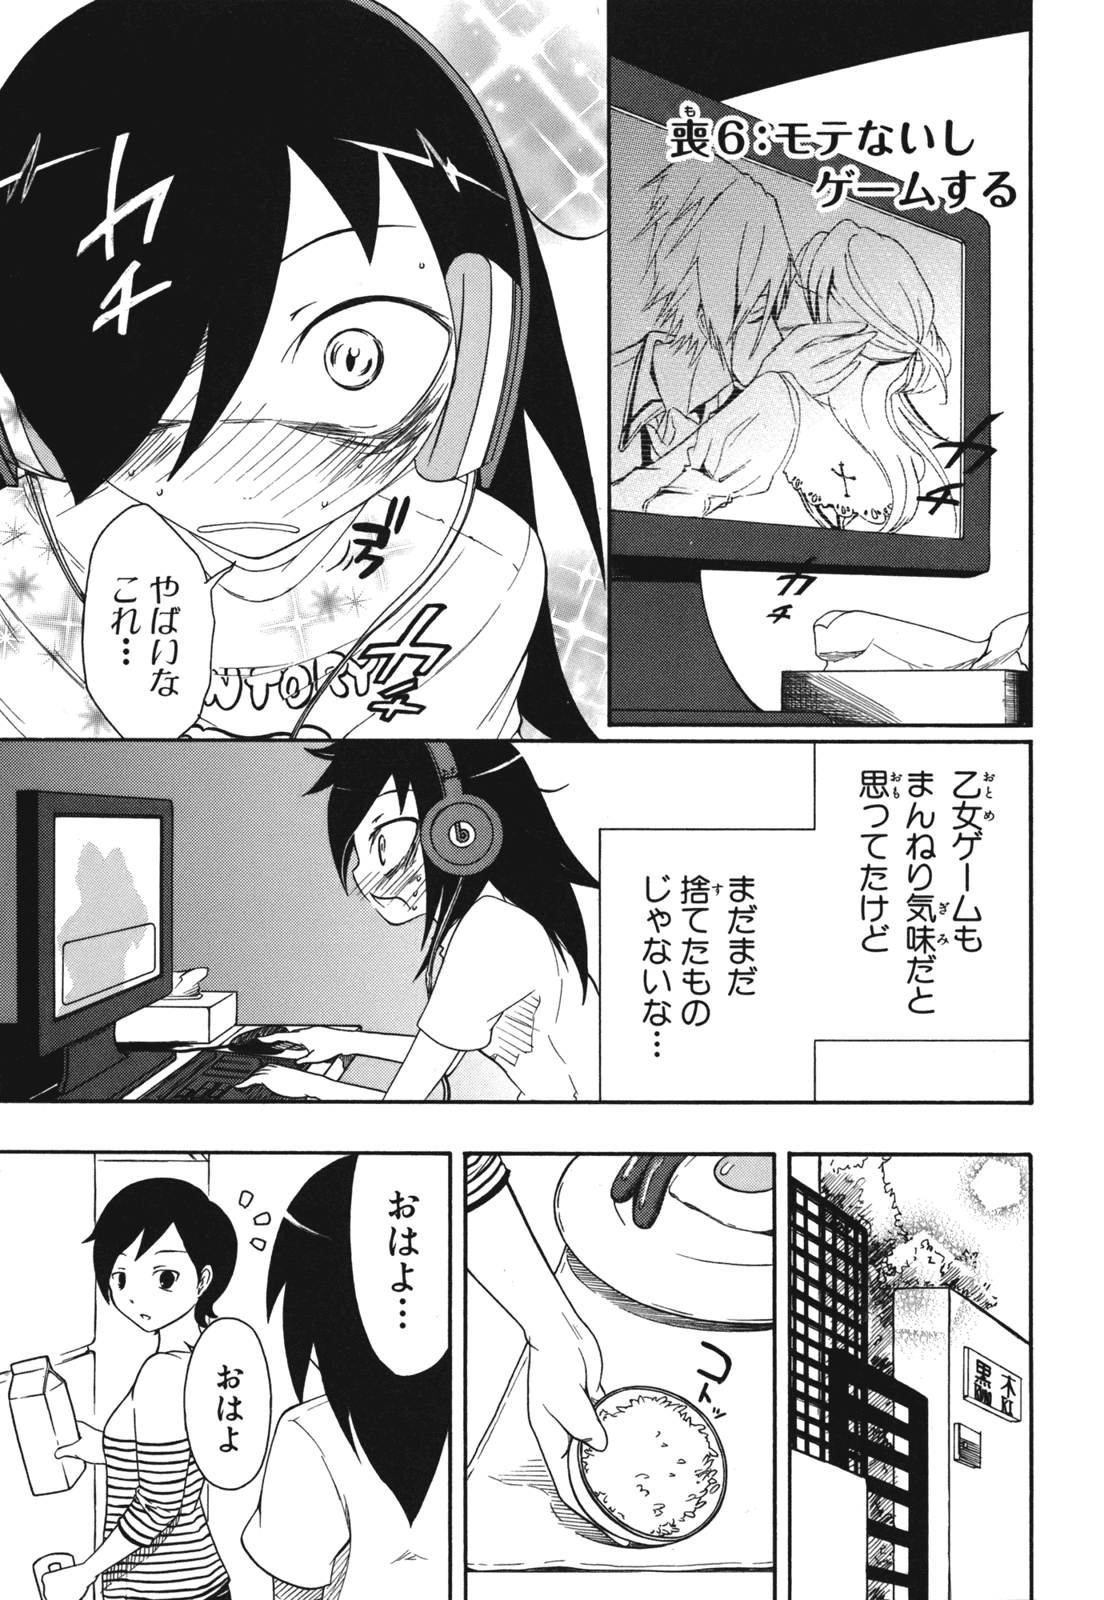 喪6:モテないし
ゲームする
カチ
カチ
カチ
カチ
ゴク
やばいな
これ…
NTORY
乙女ゲームも
まんねり気味だと
思ってたけど
まだまだ
捨てたもの
じゃないな…
b
黒木
コトッ
おはよ…
おはよ